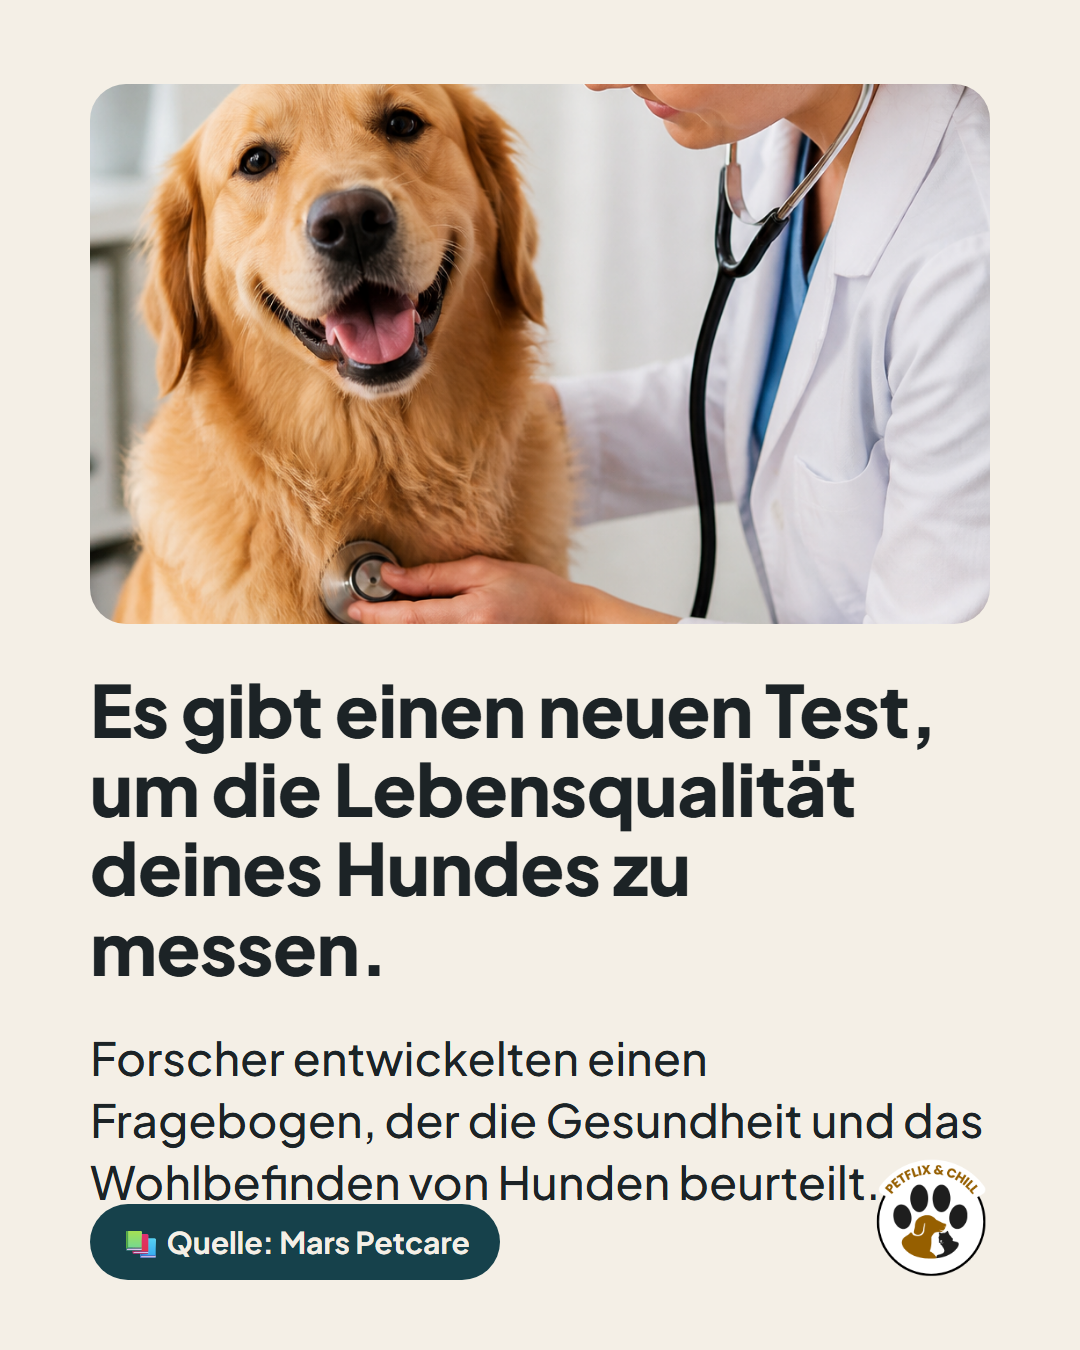 Es gibt einen neuen Test,
um die Lebensqualität
deines Hundes zu
messen.
Forscher entwickelten einen
Fragebogen, der die Gesundheit und das
Wohlbefinden von Hunden beurteilt.
PETFLIX & CHILL
Quelle: Mars Petcare